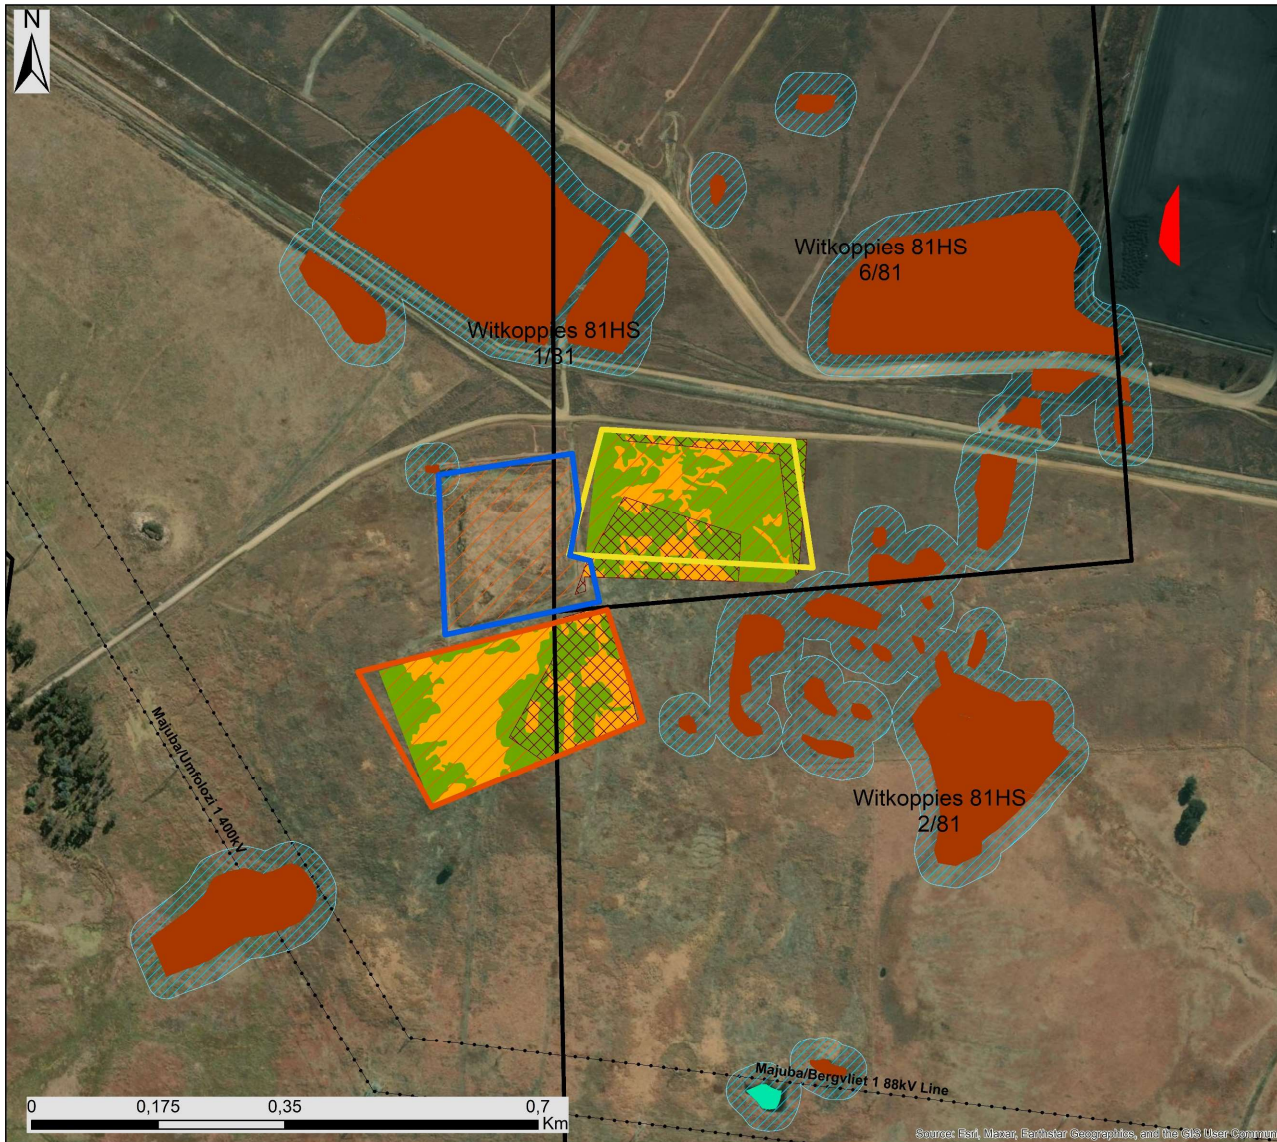 N
Witkoppies 81HS
6/81
Witkoppies 81HS
1/81
Majuba/Umfolozi 1 400kV
Witkoppies 81HS
2/81
Majuba/Bergvliet 1 88kV Line
0 0,175 0,35 0,7
Km
Source: Esri, Maxar, Earthstar Geographics, and the GIS User Commun